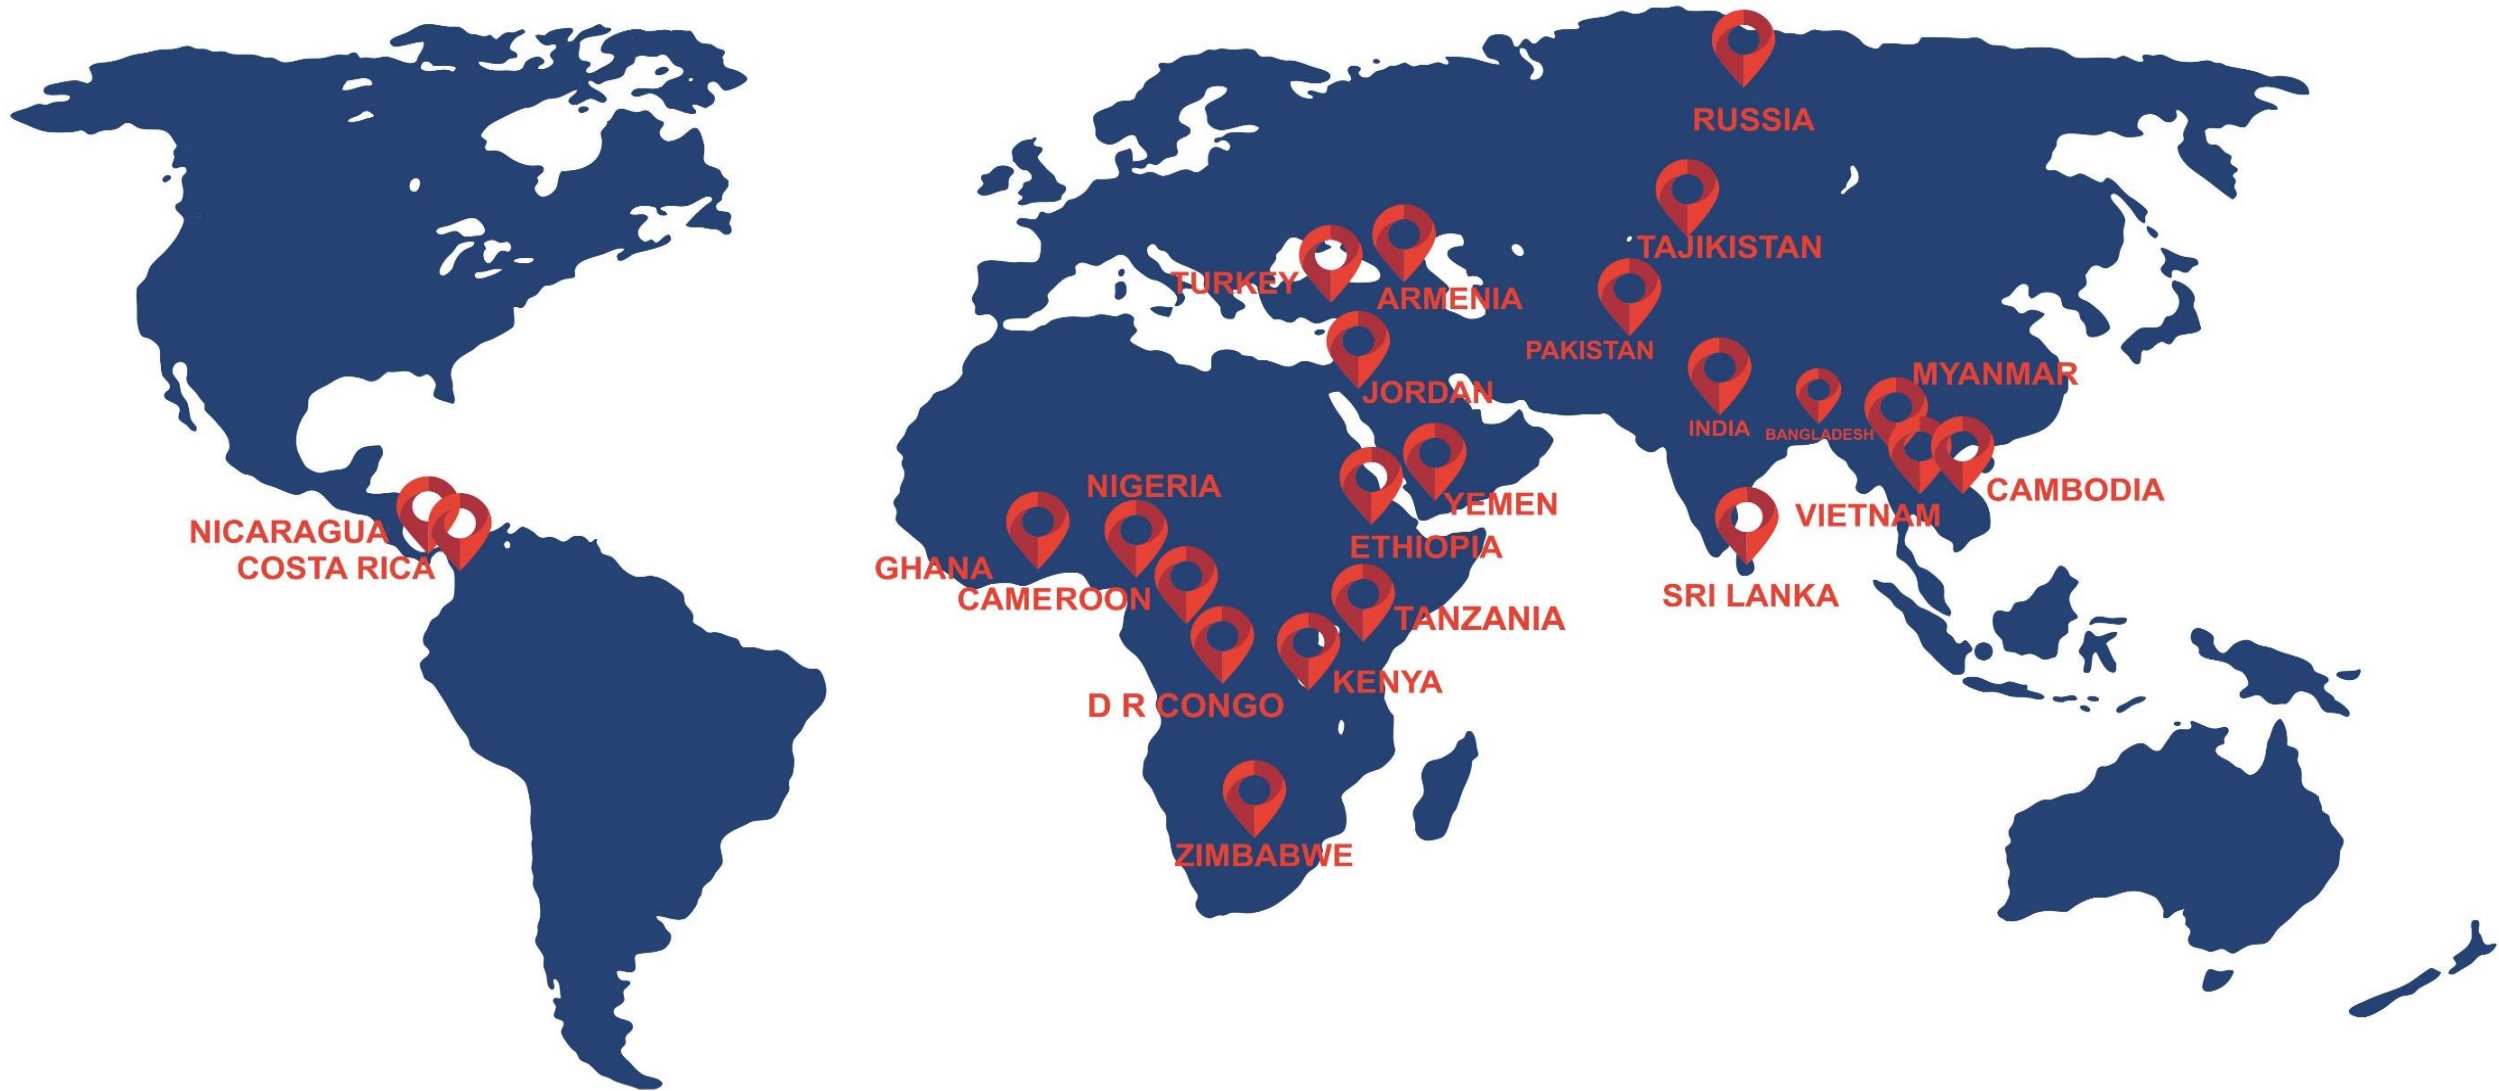 RUSSIA
TAJIKISTAN
TURKEY
ARMENIA
PAKISTAN
JORDAN
MYANMAR
INDIA
BANGLADESH
NIGERIA
YEMEN
CAMBODIA
VIETNAM
NICARAGUA
ETHIOPIA
COSTA RICA
GHANA
CAMEROON
SRI LANKA
TANZANIA
KENYA
D R CONGO
ZIMBABWE